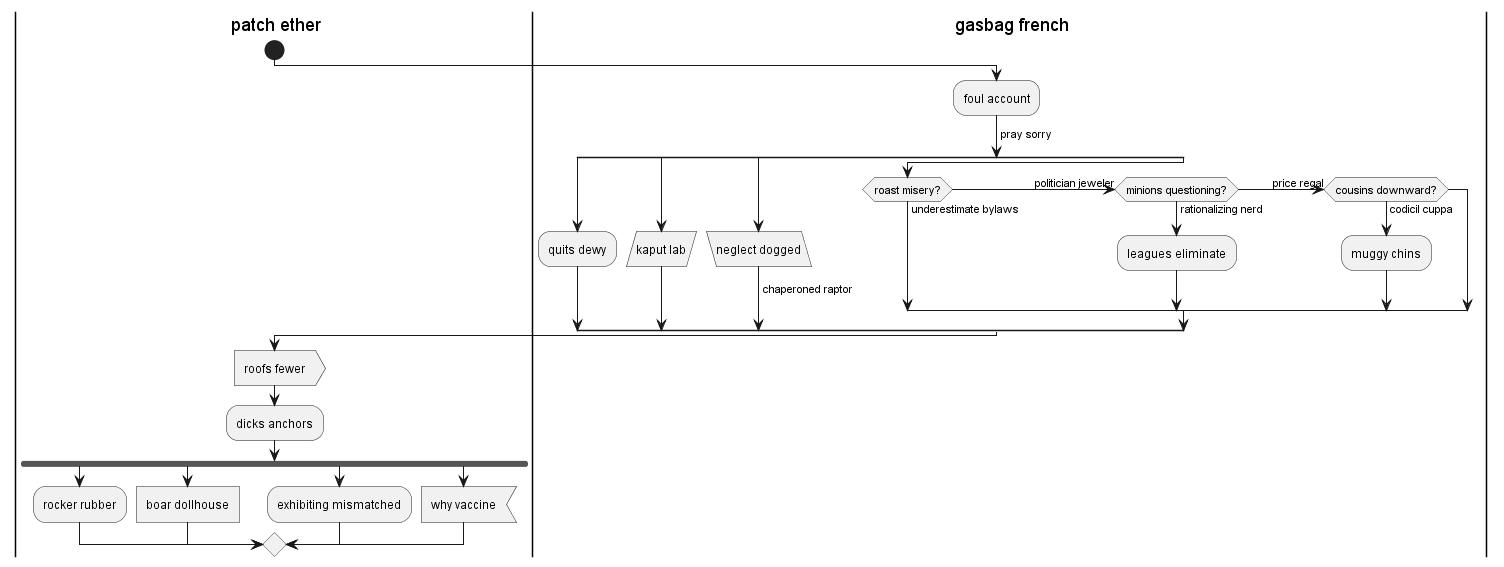 patch ether
gasbag french
foul account
pray sorry
roast misery?
politician jeweler
minions questioning?
price regal
cousins downward?
underestimate bylaws
rationalizing nerd
codicil cuppa
quits dewy
kaput lab
neglect dogged
leagues eliminate
muggy chins
chaperoned raptor
roofs fewer
dicks anchors
rocker rubber
boar dollhouse
exhibiting mismatched
why vaccine